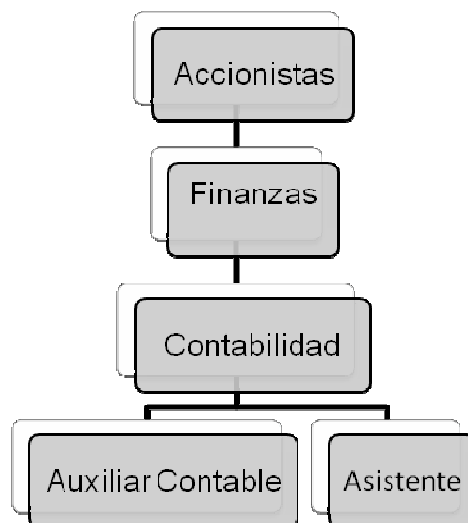 Accionistas
Finanzas
Contabilidad
Auxiliar Contable
Asistente